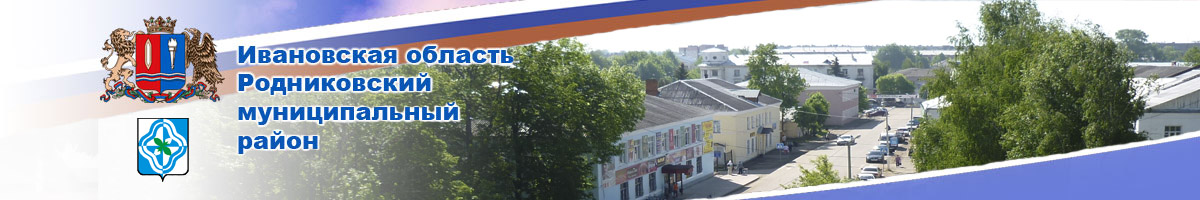 Ивановская область
Родниковский
муниципальный
район